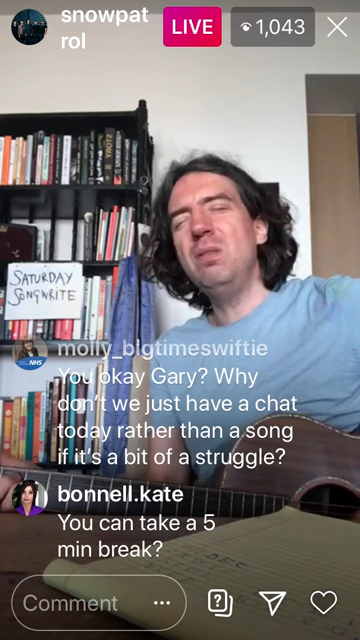 snowpat
rol
LIVE
1,043
SATURDAY
SONGWRITE
molly_bigtimeswiftie
NHS
You okay Gary? Why
don't we just have a chat
today rather than a song
if it's a bit of a struggle?
bonnell.kate
You can take a 5
min break?
Comment